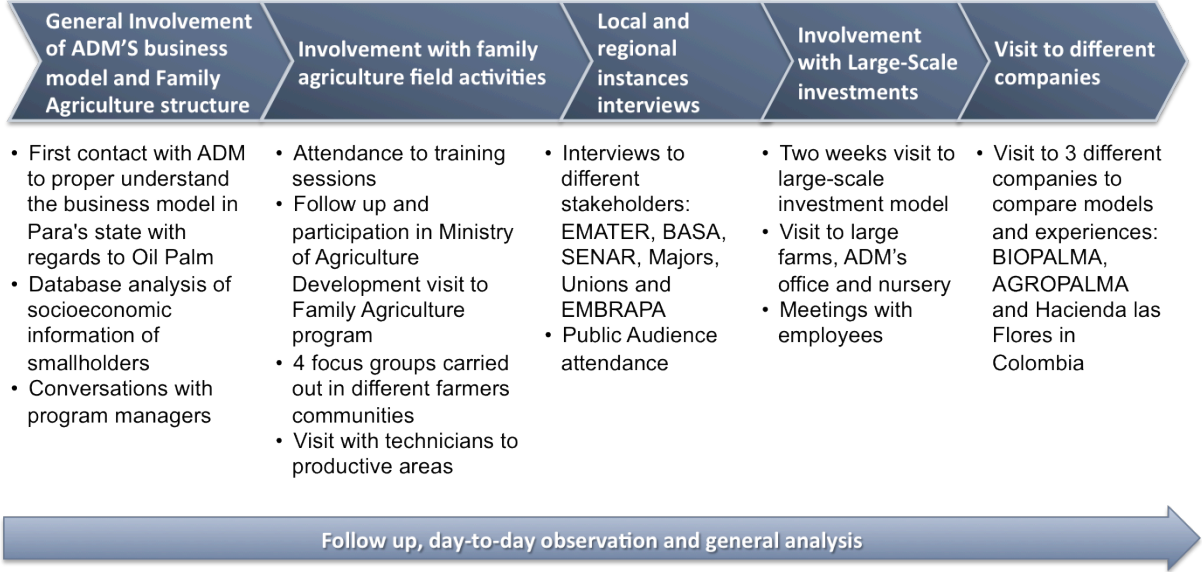 General Involvement
of ADM'S business
model and Family
Agriculture structure
Involvement with family
agriculture field activities
Local and
regional
instances
interviews
Involvement
with Large-Scale
investments
Visit to different
companies
• First contact with ADM
to proper understand
the business model in
Para's state with
regards to Oil Palm
• Database analysis of
socioeconomic
information of
smallholders
• Conversations with
program managers
• Attendance to training
sessions
• Follow up and
participation in Ministry
of Agriculture
Development visit to
Family Agriculture
program
• 4 focus groups carried
out in different farmers
communities
• Visit with technicians to
productive areas
• Interviews to
different
stakeholders:
EMATER, BASA,
SENAR, Majors,
Unions and
EMBRAPA
• Public Audience
attendance
• Two weeks visit to
large-scale
investment model
• Visit to large
farms, ADM's
office and nursery
• Meetings with
employees
• Visit to 3 different
companies to
compare models
and experiences:
BIOPALMA,
AGROPALMA
and Hacienda las
Flores in
Colombia
Follow up, day-to-day observation and general analysis